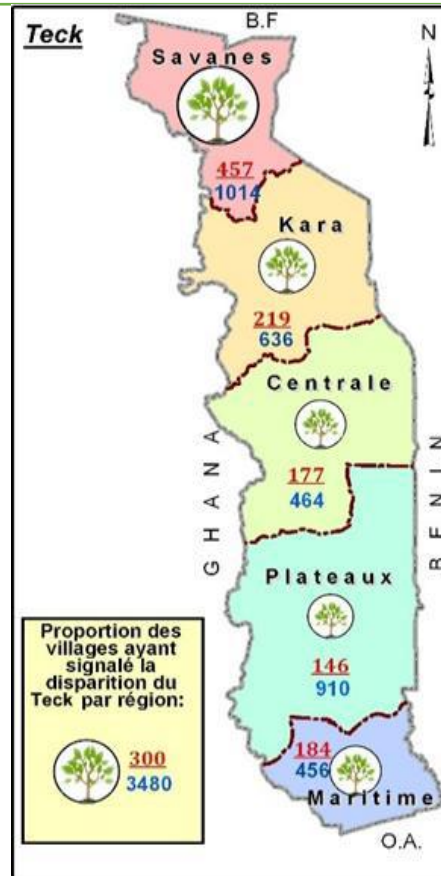 Teck
B.F
N
Savanes
457
1014
Kara
219
636
Centrale
177
464
GHANA
BENIN
Plateaux
146
910
Proportion des
villages ayant
signalé la
disparition du
Teck par région:
300
3480
184
456
Maritime
O.A.